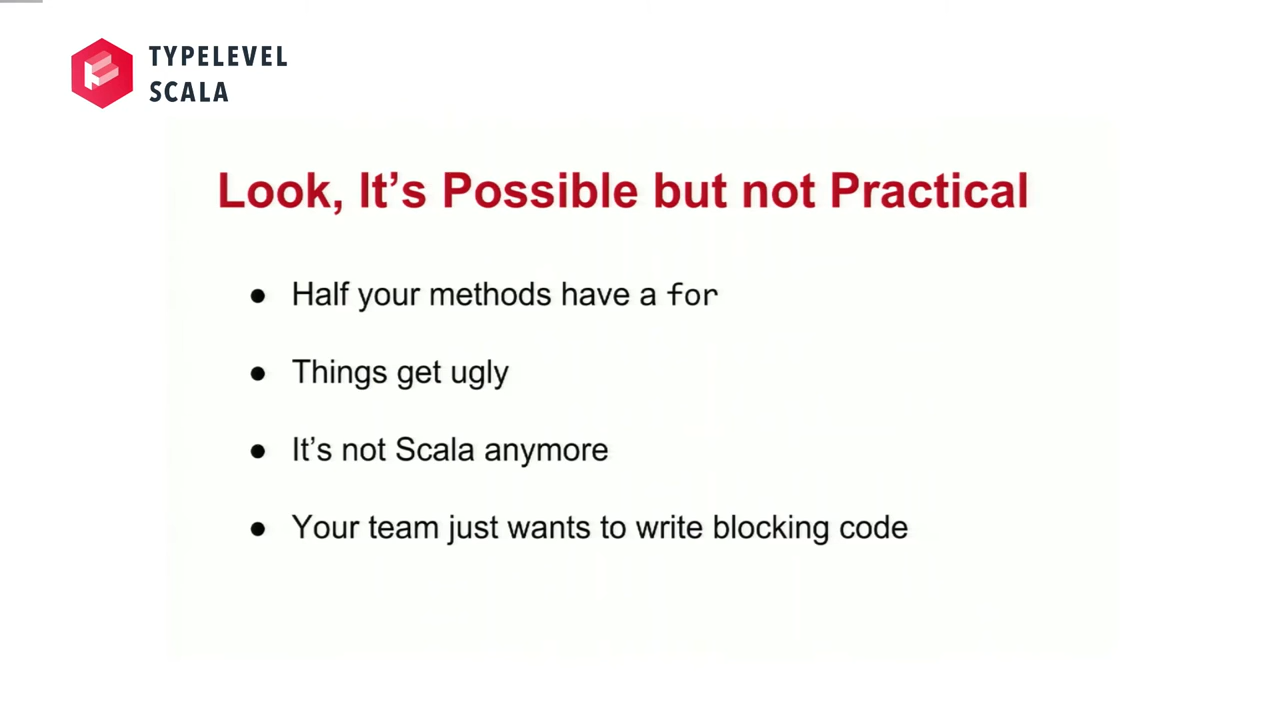 TYPELEVEL
SCALA
Look, It's Possible but not Practical
● Half your methods have a for
● Things get ugly
● It's not Scala anymore
● Your team just wants to write blocking code